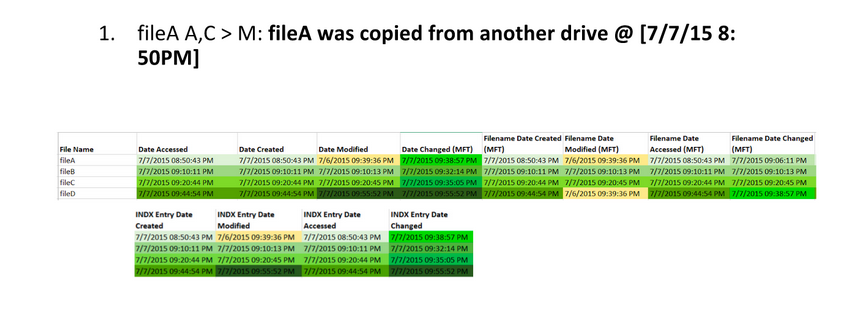 1. fileA A,C > M: fileA was copied from another drive @ [7/7/15 8:
50PM]
File Name Date Accessed Date Created Date Modified Date Changed (MFT) Filename Date Created (MFT) Filename Date Modified (MFT) Filename Date Accessed (MFT) Filename Date Changed (MFT)
fileA 7/7/2015 08:50:43 PM 7/7/2015 08:50:43 PM 7/6/2015 09:39:36 PM 7/7/2015 09:38:57 PM 7/7/2015 08:50:43 PM 7/6/2015 09:39:36 PM 7/7/2015 08:50:43 PM 7/7/2015 09:06:11 PM
fileB 7/7/2015 09:10:11 PM 7/7/2015 09:10:11 PM 7/7/2015 09:10:13 PM 7/7/2015 09:32:14 PM 7/7/2015 09:10:11 PM 7/7/2015 09:10:13 PM 7/7/2015 09:10:11 PM 7/7/2015 09:10:13 PM
fileC 7/7/2015 09:20:44 PM 7/7/2015 09:20:44 PM 7/7/2015 09:20:45 PM 7/7/2015 09:35:05 PM 7/7/2015 09:20:44 PM 7/7/2015 09:20:45 PM 7/7/2015 09:20:44 PM 7/7/2015 09:20:45 PM
fileD 7/7/2015 09:44:54 PM 7/7/2015 09:44:54 PM 7/7/2015 09:55:52 PM 7/7/2015 09:55:52 PM 7/7/2015 09:44:54 PM 7/6/2015 09:39:36 PM 7/7/2015 09:44:54 PM 7/7/2015 09:38:57 PM
INDX Entry Date Created INDX Entry Date Modified INDX Entry Date Accessed INDX Entry Date Changed
7/7/2015 08:50:43 PM 7/6/2015 09:39:36 PM 7/7/2015 08:50:43 PM 7/7/2015 09:38:57 PM
7/7/2015 09:10:11 PM 7/7/2015 09:10:13 PM 7/7/2015 09:10:11 PM 7/7/2015 09:32:14 PM
7/7/2015 09:20:44 PM 7/7/2015 09:20:45 PM 7/7/2015 09:20:44 PM 7/7/2015 09:35:05 PM
7/7/2015 09:44:54 PM 7/7/2015 09:55:52 PM 7/7/2015 09:44:54 PM 7/7/2015 09:55:52 PM